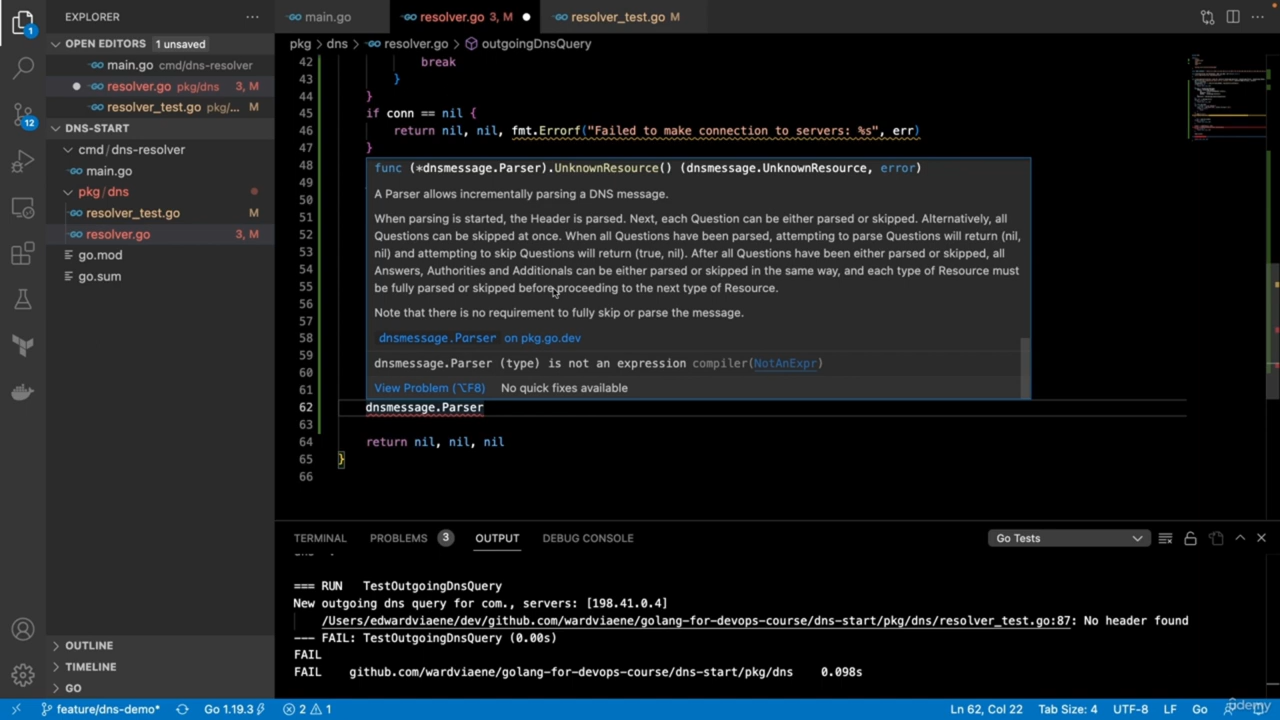 EXPLORER
main.go
resolver.go 3, M
resolver_test.go M
OPEN EDITORS 1 unsaved
pkg › dns › resolver.go › outgoingDnsQuery
main.go cmd/dns-resolver
resolver.go pkg/dns 3, M
resolver_test.go pkg/... M
DNS-START
cmd/dns-resolver
main.go
pkg/dns
resolver_test.go M
resolver.go 3, M
go.mod
go.sum
OUTLINE
TIMELINE
GO
1
12
42 break
43 }
44 }
45 if conn == nil {
46 return nil, nil, fmt.Errorf("Failed to make connection to servers: %s", err)
47 }
48
49
50
51
52
53
54
55
56
57
58
59
60
61
func (*dnsmessage.Parser).UnknownResource() (dnsmessage.UnknownResource, error)
A Parser allows incrementally parsing a DNS message.
When parsing is started, the Header is parsed. Next, each Question can be either parsed or skipped. Alternatively, all
Questions can be skipped at once. When all Questions have been parsed, attempting to parse Questions will return (nil,
nil) and attempting to skip Questions will return (true, nil). After all Questions have been either parsed or skipped, all
Answers, Authorities and Additionals can be either parsed or skipped in the same way, and each type of Resource must
be fully parsed or skipped before proceeding to the next type of Resource.
Note that there is no requirement to fully skip or parse the message.
dnsmessage.Parser on pkg.go.dev
dnsmessage.Parser (type) is not an expression compiler(NotAnExpr)
View Problem (⌥F8) No quick fixes available
62 dnsmessage.Parser
63
64 return nil, nil, nil
65 }
66
TERMINAL PROBLEMS 3 OUTPUT DEBUG CONSOLE Go Tests
=== RUN TestOutgoingDnsQuery
New outgoing dns query for com., servers: [198.41.0.4]
/Users/edwardviaene/dev/github.com/wardviaene/golang-for-devops-course/dns-start/pkg/dns/resolver_test.go:87: No header found
--- FAIL: TestOutgoingDnsQuery (0.00s)
FAIL
FAIL github.com/wardviaene/golang-for-devops-course/dns-start/pkg/dns 0.098s
feature/dns-demo* Go 1.19.3 2 1 Ln 62, Col 22 Tab Size: 4 UTF-8 LF Go
udemy